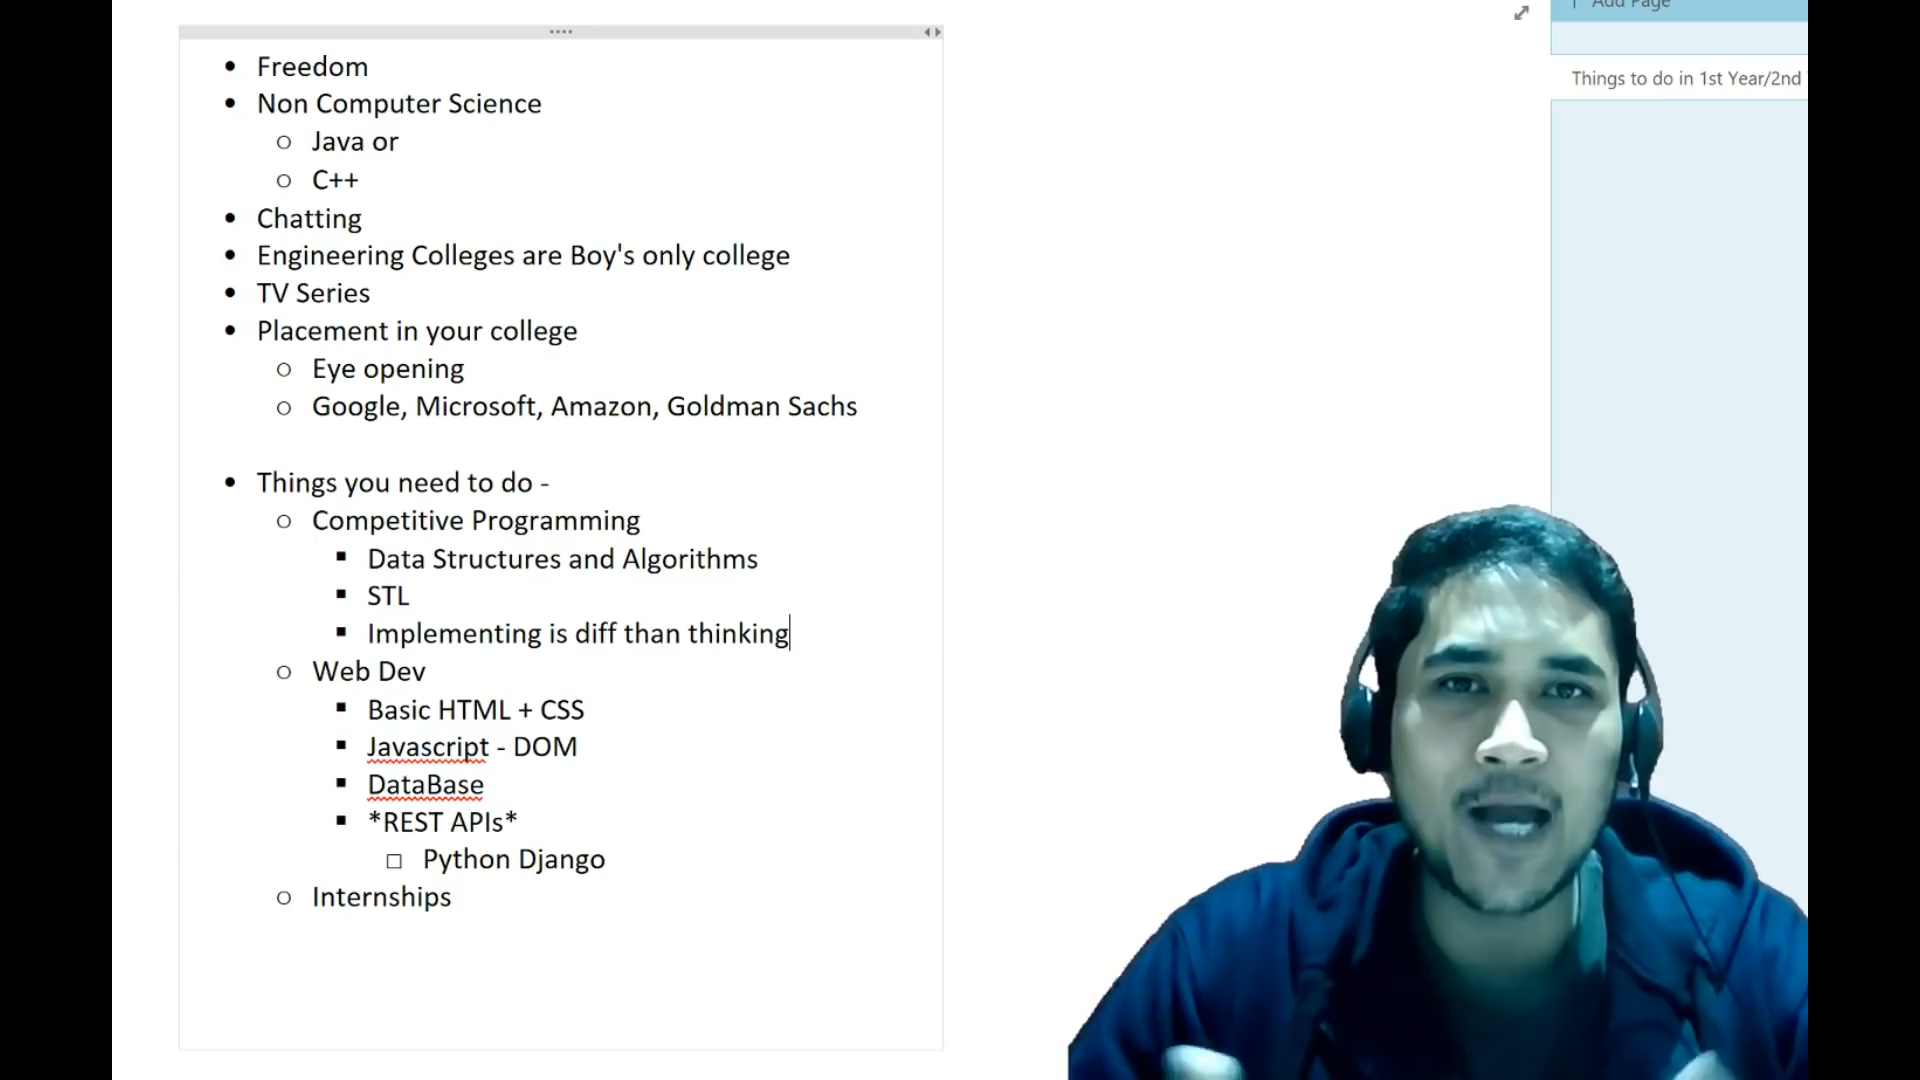 Add Page
Things to do in 1st Year/2nd
• Freedom
• Non Computer Science
○ Java or
○ C++
• Chatting
• Engineering Colleges are Boy's only college
• TV Series
• Placement in your college
○ Eye opening
○ Google, Microsoft, Amazon, Goldman Sachs
• Things you need to do -
○ Competitive Programming
▪ Data Structures and Algorithms
▪ STL
▪ Implementing is diff than thinking
○ Web Dev
▪ Basic HTML + CSS
▪ Javascript - DOM
▪ DataBase
▪ *REST APIs*
□ Python Django
○ Internships